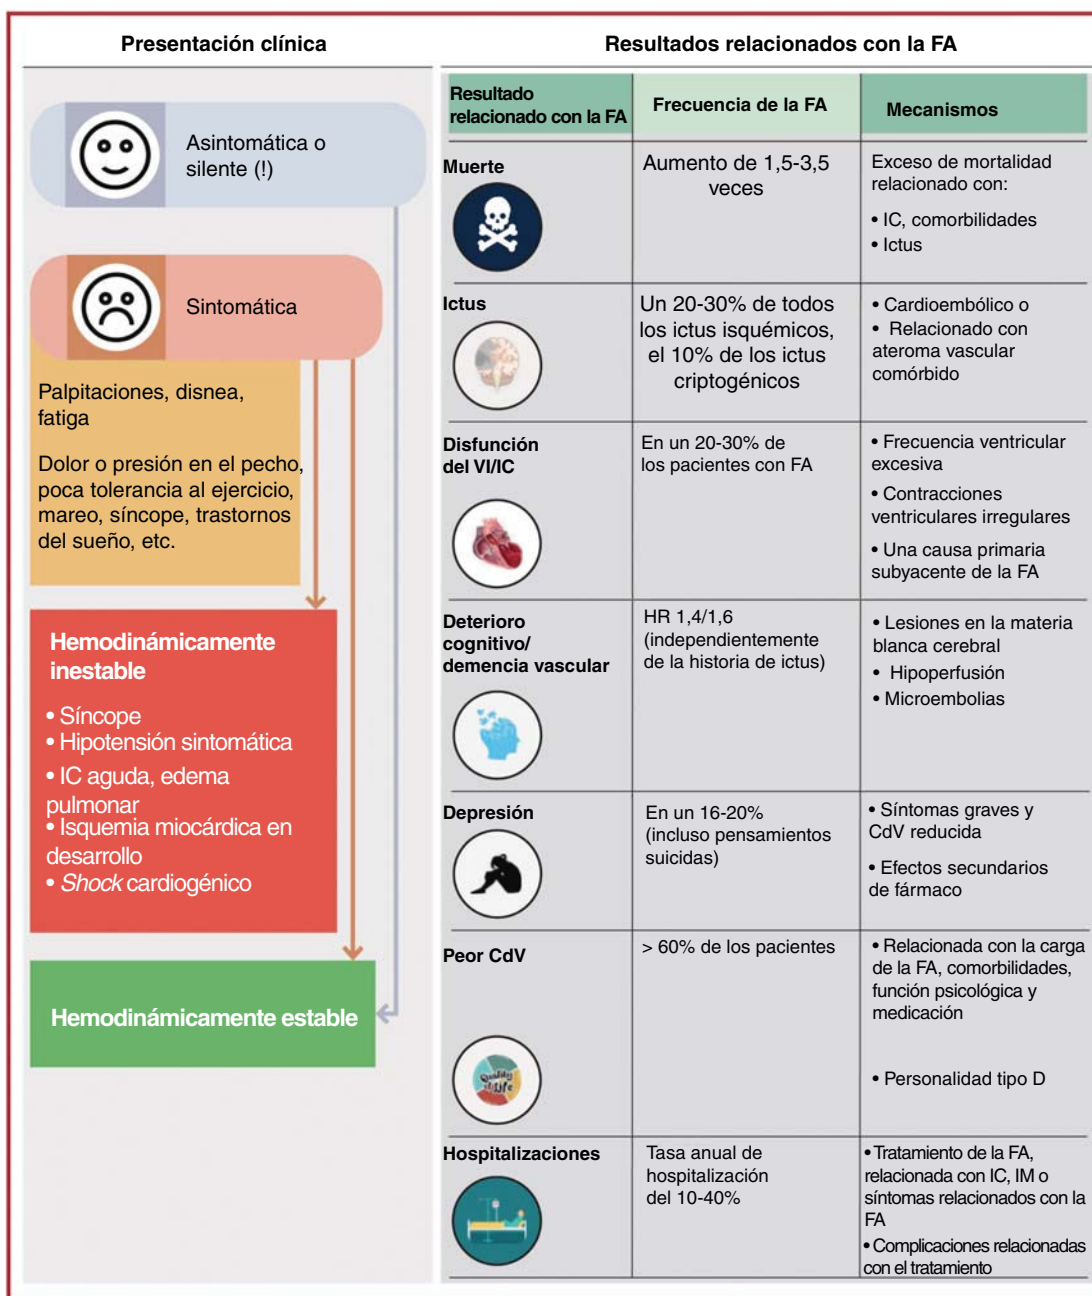 Presentación clínica
Asintomática o
silente (!)
Sintomática
Palpitaciones, disnea,
fatiga
Dolor o presión en el pecho,
poca tolerancia al ejercicio,
mareo, síncope, trastornos
del sueño, etc.
Hemodinámicamente
inestable
• Síncope
• Hipotensión sintomática
• IC aguda, edema
pulmonar
• Isquemia miocárdica en
desarrollo
• Shock cardiogénico
Hemodinámicamente estable
Resultados relacionados con la FA
Resultado
relacionado con la FA
Frecuencia de la FA
Mecanismos
Muerte
Aumento de 1,5-3,5
veces
Exceso de mortalidad
relacionado con:
• IC, comorbilidades
• Ictus
Ictus
Un 20-30% de todos
los ictus isquémicos,
el 10% de los ictus
criptogénicos
• Cardioembólico o
• Relacionado con
ateroma vascular
comórbido
Disfunción
del VI/IC
En un 20-30% de
los pacientes con FA
• Frecuencia ventricular
excesiva
• Contracciones
ventriculares irregulares
• Una causa primaria
subyacente de la FA
Deterioro
cognitivo/
demencia vascular
HR 1,4/1,6
(independientemente
de la historia de ictus)
• Lesiones en la materia
blanca cerebral
• Hipoperfusión
• Microembolias
Depresión
En un 16-20%
(incluso pensamientos
suicidas)
• Síntomas graves y
CdV reducida
• Efectos secundarios
de fármaco
Peor CdV
Quality
of Life
> 60% de los pacientes
• Relacionada con la carga
de la FA, comorbilidades,
función psicológica y
medicación
• Personalidad tipo D
Hospitalizaciones
Tasa anual de
hospitalización
del 10-40%
• Tratamiento de la FA,
relacionada con IC, IM o
síntomas relacionados con la
FA
• Complicaciones relacionadas
con el tratamiento